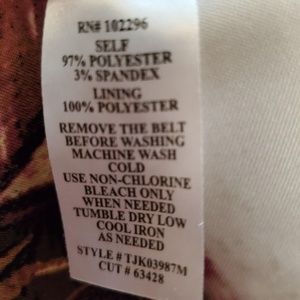 RN# 102296
SELF
97% POLYESTER
3% SPANDEX
LINING
100% POLYESTER
REMOVE THE BELT
BEFORE WASHING
MACHINE WASH
COLD
USE NON-CHLORINE
BLEACH ONLY
WHEN NEEDED
TUMBLE DRY LOW
COOL IRON
AS NEEDED
STYLE # TJK03987M
CUT # 63428